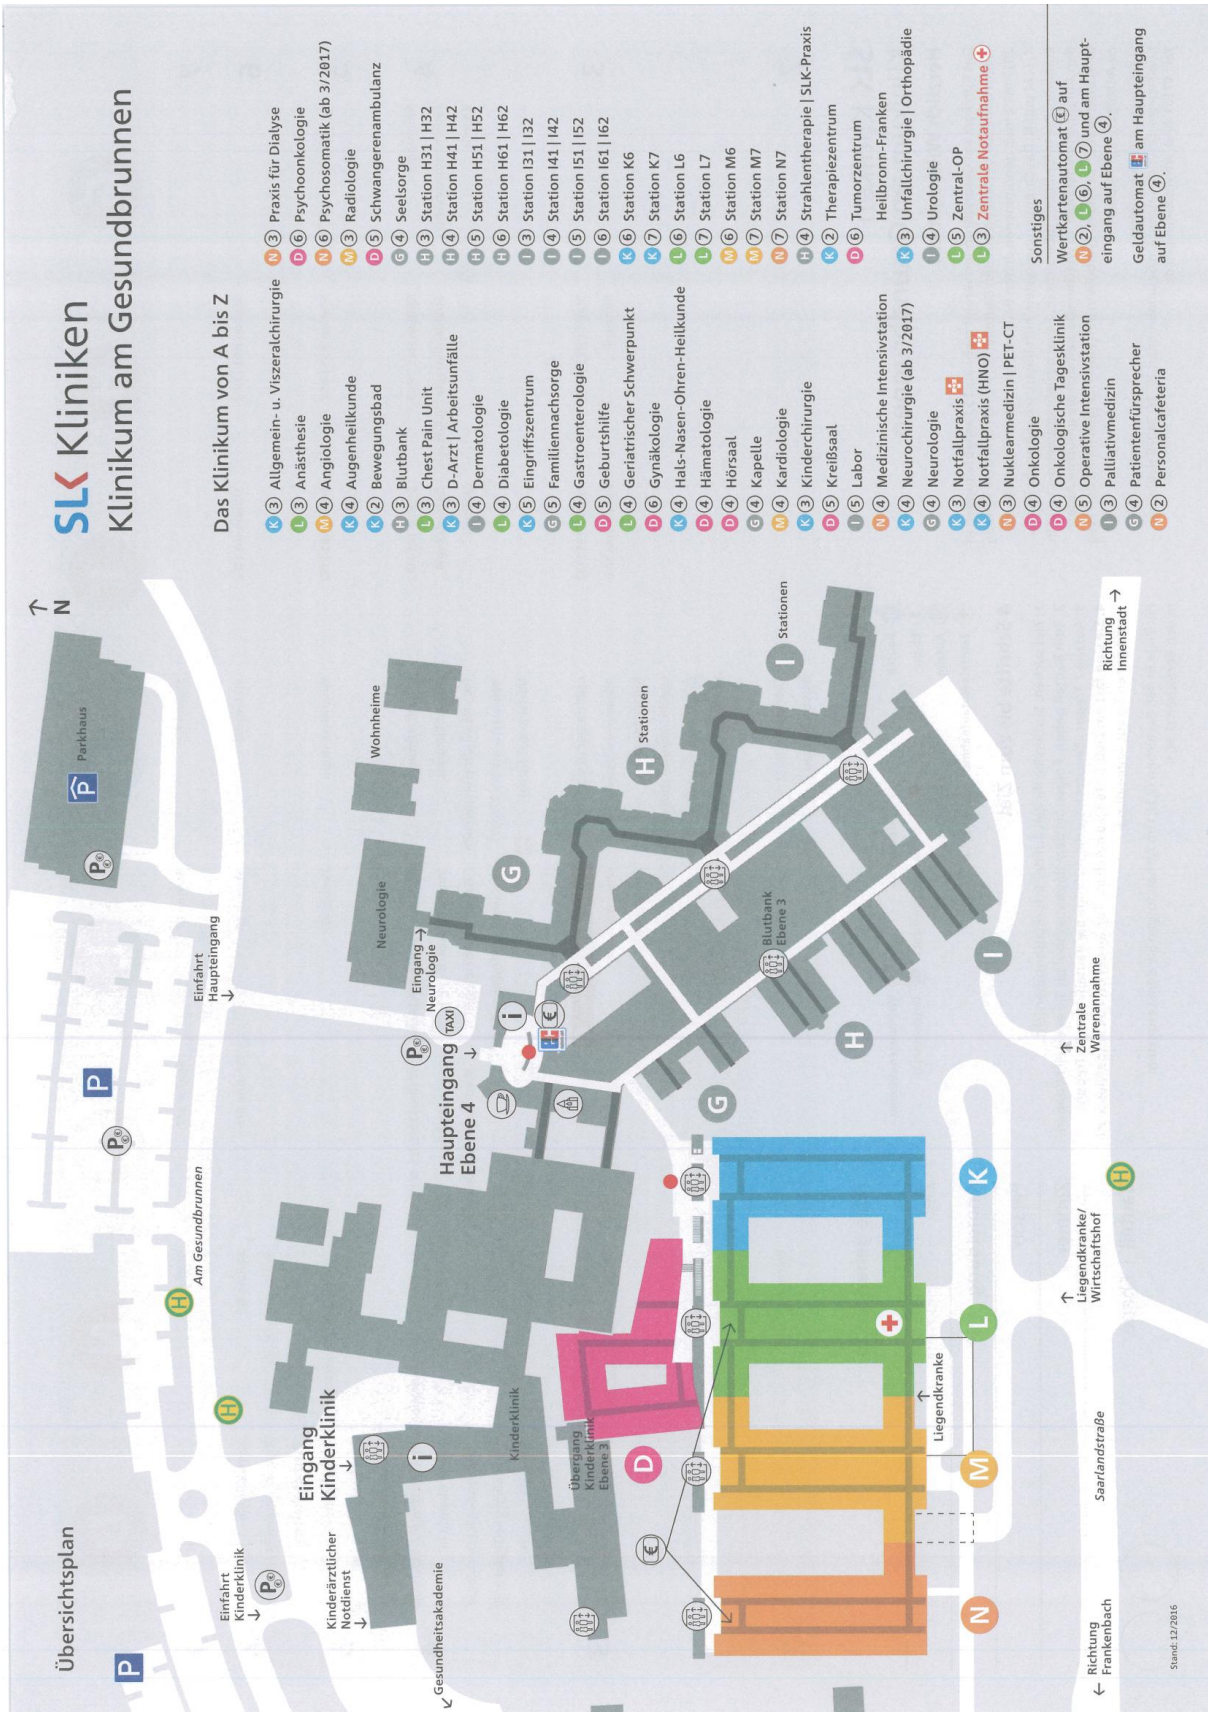 Übersichtsplan
SLK Kliniken
Klinikum am Gesundbrunnen
Das Klinikum von A bis Z
K 3 Allgemein- u. Viszeralchirurgie
L 3 Anästhesie
M 4 Angiologie
K 4 Augenheilkunde
K 2 Bewegungsbad
H 3 Blutbank
L 3 Chest Pain Unit
K 3 D-Arzt | Arbeitsunfälle
I 4 Dermatologie
L 4 Diabetologie
K 5 Eingriffszentrum
G 5 Familiennachsorge
L 4 Gastroenterologie
D 5 Geburtshilfe
L 4 Geriatrischer Schwerpunkt
D 6 Gynäkologie
K 4 Hals-Nasen-Ohren-Heilkunde
D 4 Hämatologie
D 4 Hörsaal
G 4 Kapelle
M 4 Kardiologie
K 3 Kinderchirurgie
D 5 Kreißsaal
I 5 Labor
N 4 Medizinische Intensivstation
K 4 Neurochirurgie (ab 3/2017)
G 4 Neurologie
K 3 Notfallpraxis
K 4 Notfallpraxis (HNO)
N 3 Nuklearmedizin | PET-CT
D 4 Onkologie
D 4 Onkologische Tagesklinik
N 5 Operative Intensivstation
I 3 Palliativmedizin
G 4 Patientenfürsprecher
N 2 Personalcafeteria
N 3 Praxis für Dialyse
D 6 Psychoonkologie
N 6 Psychosomatik (ab 3/2017)
M 3 Radiologie
D 5 Schwangerenambulanz
G 4 Seelsorge
H 3 Station H31 | H32
H 4 Station H41 | H42
H 5 Station H51 | H52
H 6 Station H61 | H62
I 3 Station I31 | I32
I 4 Station I41 | I42
I 5 Station I51 | I52
I 6 Station I61 | I62
K 6 Station K6
K 7 Station K7
L 6 Station L6
L 7 Station L7
M 6 Station M6
M 7 Station M7
N 7 Station N7
H 4 Strahlentherapie | SLK-Praxis
K 2 Therapiezentrum
D 6 Tumorzentrum
Heilbronn-Franken
K 3 Unfallchirurgie | Orthopädie
I 4 Urologie
L 5 Zentral-OP
L 3 Zentrale Notaufnahme
Sonstiges
Wertkartenautomat € auf
N 2, L 6, L 7 und am Haupt-
eingang auf Ebene 4.
Geldautomat am Haupteingang
auf Ebene 4.
N
P
Parkhaus
P
P
P
P
Einfahrt
Haupteingang
Am Gesundbrunnen
H
H
Wohnheime
Neurologie
Eingang
Neurologie
P
TAXI
Haupteingang
Ebene 4
i
€
G
H
Stationen
I
Stationen
Blutbank
Ebene 3
G
H
I
P
Einfahrt
Kinderklinik
P
Eingang
Kinderklinik
Kinderärztlicher
Notdienst
Gesundheitsakademie
i
Kinderklinik
Übergang
Kinderklinik
Ebene 3
D
€
Liegendkranke
N
M
L
K
Zentrale
Warenannahme
Liegendkranke/
Wirtschaftshof
H
Saarlandstraße
Richtung
Frankenbach
Richtung
Innenstadt
Stand: 12/2016